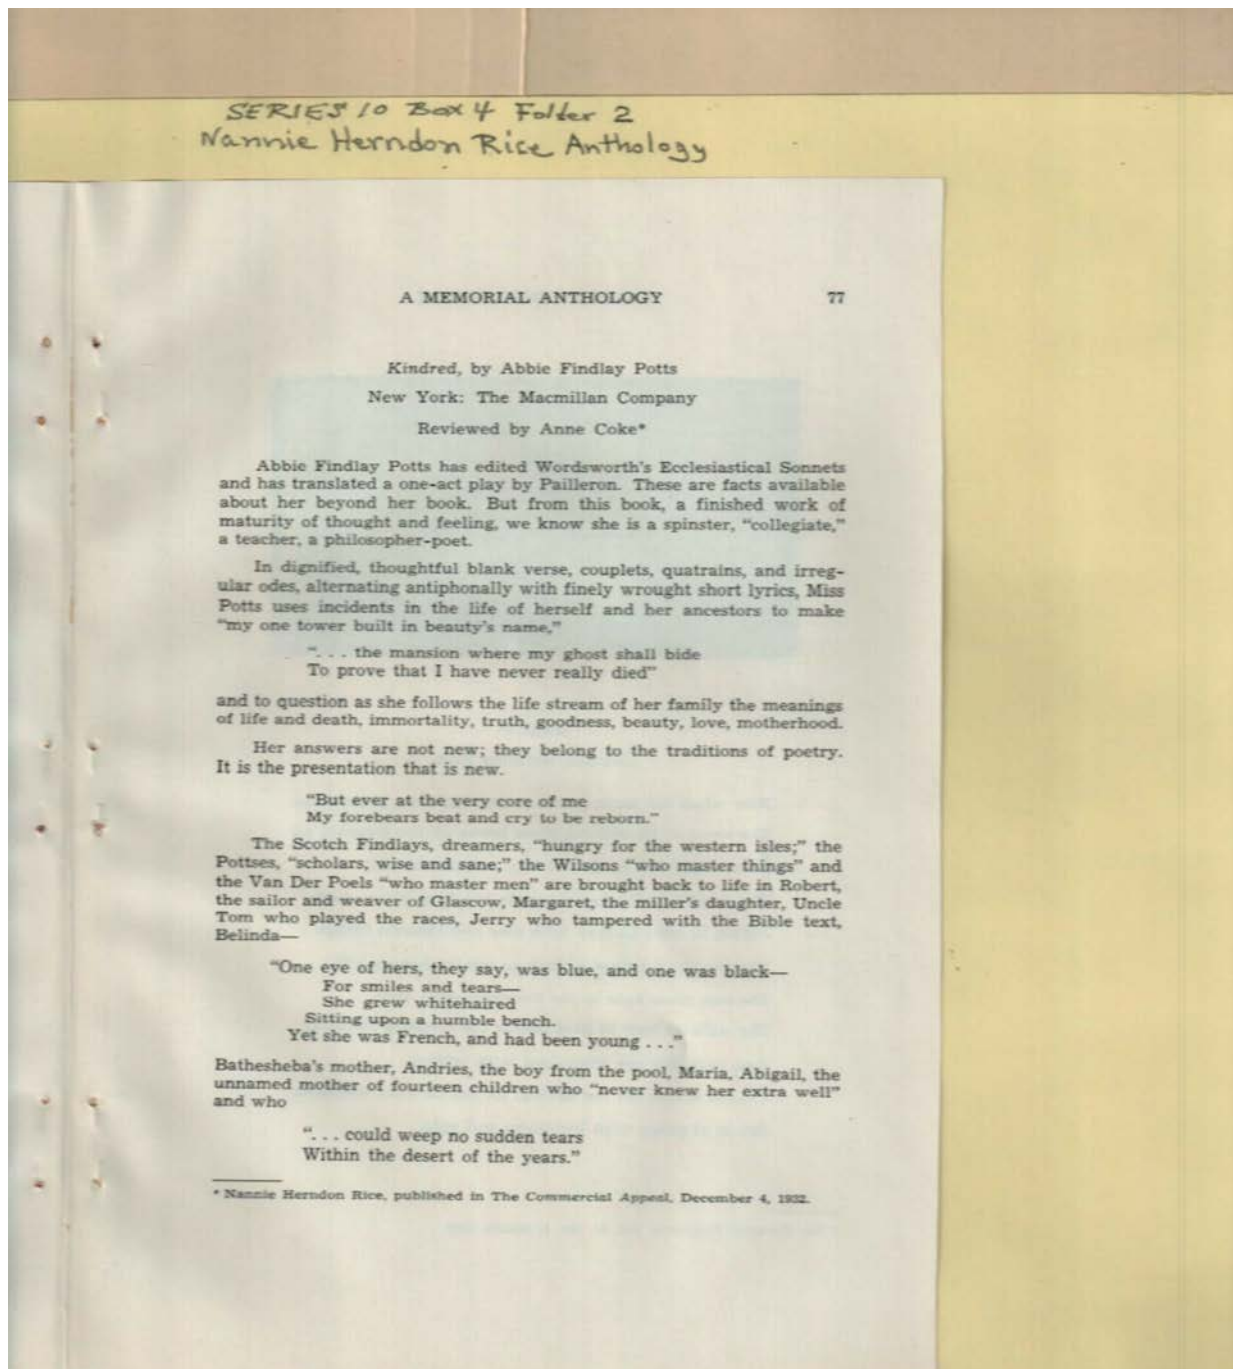 SERIES 10 Box 4 Folder 2
Nannie Herndon Rice Anthology
A MEMORIAL ANTHOLOGY 77
Kindred, by Abbie Findlay Potts
New York: The Macmillan Company
Reviewed by Anne Coke*
Abbie Findlay Potts has edited Wordsworth's Ecclesiastical Sonnets
and has translated a one-act play by Pailleron. These are facts available
about her beyond her book. But from this book, a finished work of
maturity of thought and feeling, we know she is a spinster, "collegiate,"
a teacher, a philosopher-poet.
In dignified, thoughtful blank verse, couplets, quatrains, and irreg-
ular odes, alternating antiphonally with finely wrought short lyrics, Miss
Potts uses incidents in the life of herself and her ancestors to make
"my one tower built in beauty's name,"
". . . the mansion where my ghost shall bide
To prove that I have never really died"
and to question as she follows the life stream of her family the meanings
of life and death, immortality, truth, goodness, beauty, love, motherhood.
Her answers are not new; they belong to the traditions of poetry.
It is the presentation that is new.
"But ever at the very core of me
My forebears beat and cry to be reborn."
The Scotch Findlays, dreamers, "hungry for the western isles;" the
Pottses, "scholars, wise and sane;" the Wilsons "who master things" and
the Van Der Poels "who master men" are brought back to life in Robert,
the sailor and weaver of Glascow, Margaret, the miller's daughter, Uncle
Tom who played the races, Jerry who tampered with the Bible text,
Belinda—
"One eye of hers, they say, was blue, and one was black—
For smiles and tears—
She grew whitehaired
Sitting upon a humble bench.
Yet she was French, and had been young . . ."
Bathesheba's mother, Andries, the boy from the pool, Maria, Abigail, the
unnamed mother of fourteen children who "never knew her extra well"
and who
". . . could weep no sudden tears
Within the desert of the years."
* Nannie Herndon Rice, published in The Commercial Appeal, December 4, 1932.